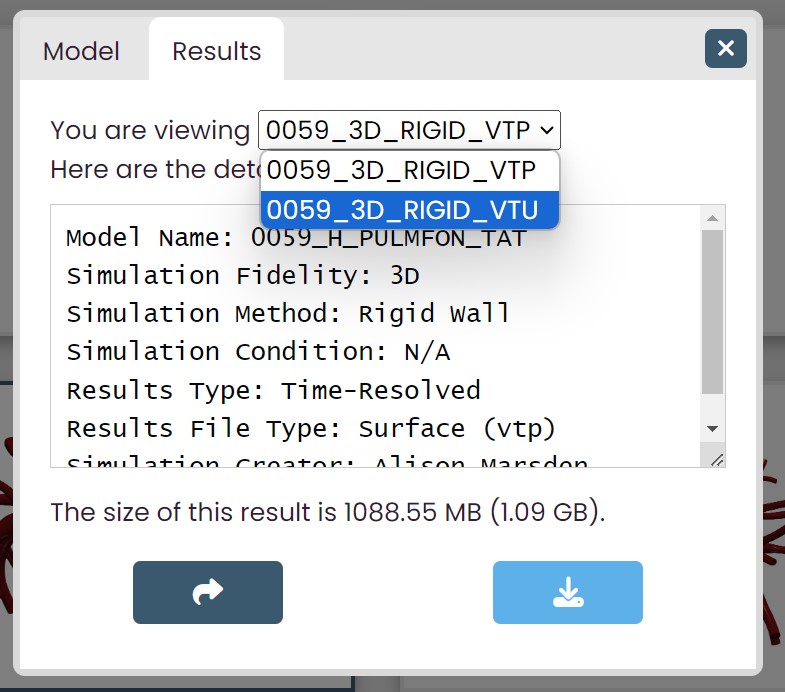 Model Results
You are viewing 0059_3D_RIGID_VTP
Here are the
0059_3D_RIGID_VTP
0059_3D_RIGID_VTU
Model Name: 0059_H_PULMFON_TAT
Simulation Fidelity: 3D
Simulation Method: Rigid Wall
Simulation Condition: N/A
Results Type: Time-Resolved
Results File Type: Surface (vtp)
Simulation Creator: Alison Marsden
The size of this result is 1088.55 MB (1.09 GB).